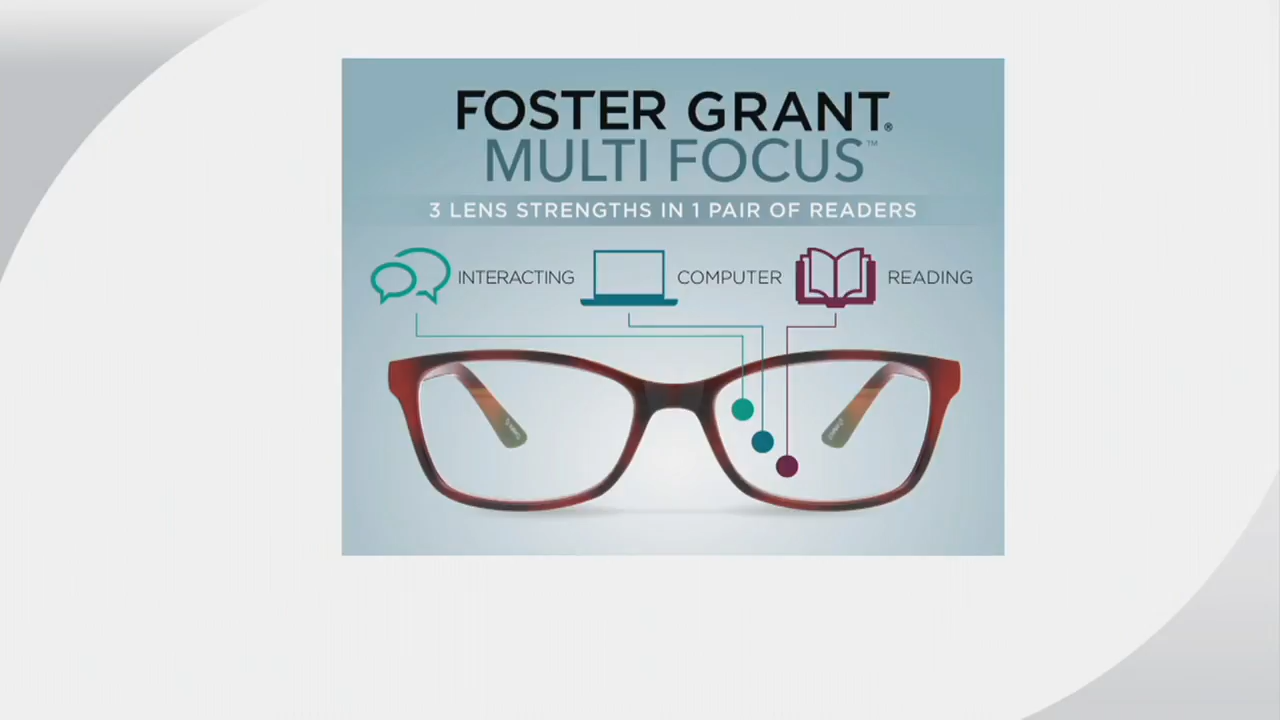 FOSTER GRANT®
MULTI FOCUS™
3 LENS STRENGTHS IN 1 PAIR OF READERS
INTERACTING COMPUTER READING